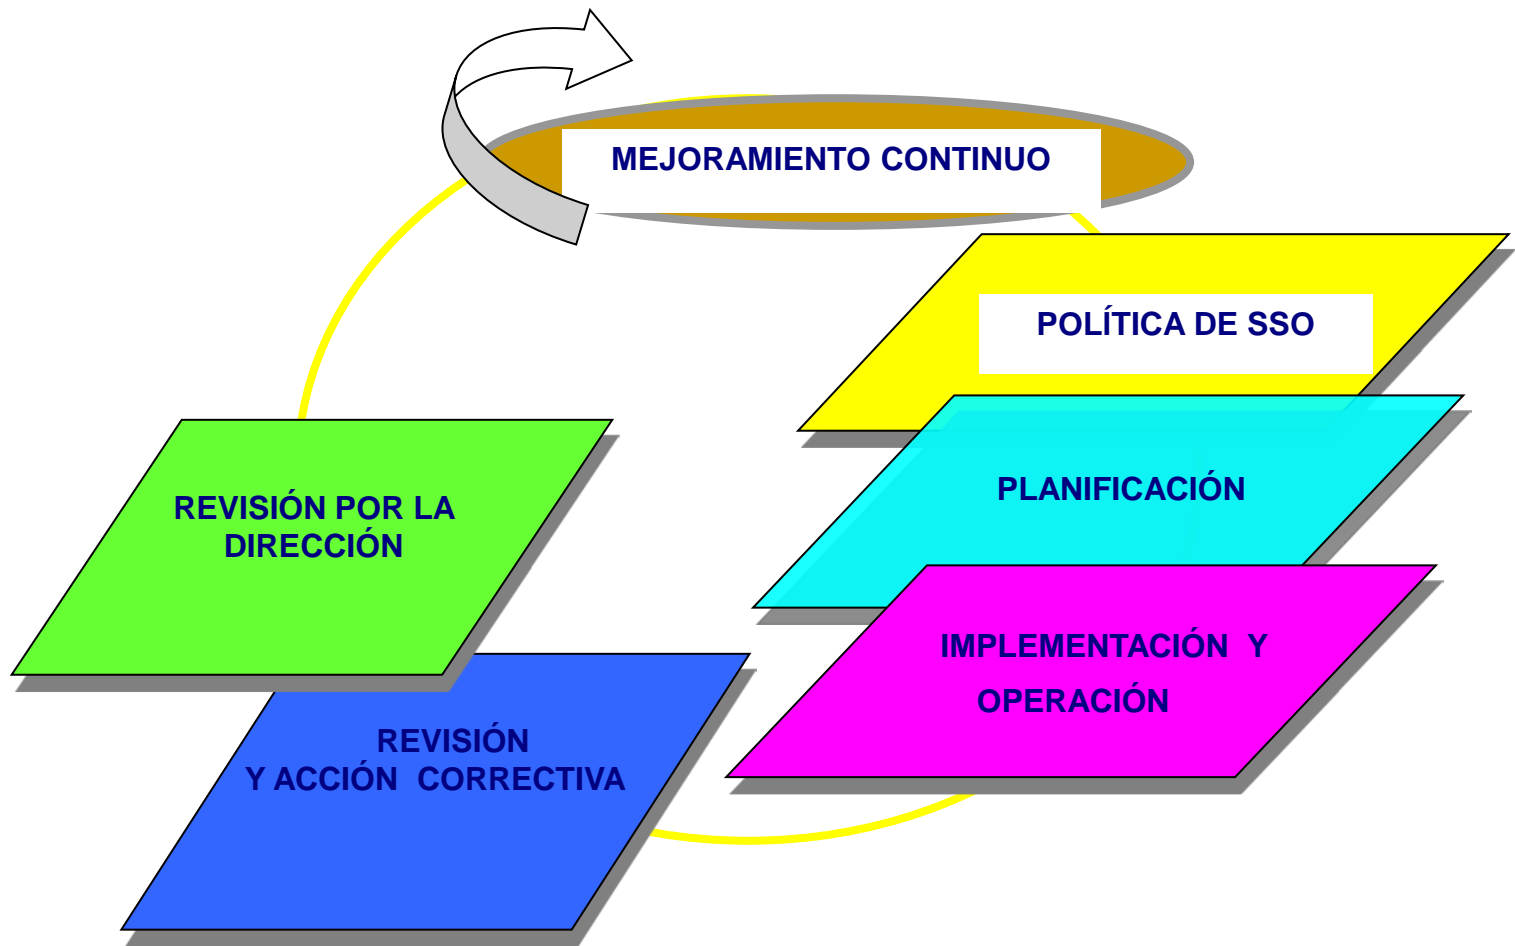 MEJORAMIENTO CONTINUO
POLÍTICA DE SSO
PLANIFICACIÓN
IMPLEMENTACIÓN Y
OPERACIÓN
REVISIÓN
Y ACCIÓN CORRECTIVA
REVISIÓN POR LA
DIRECCIÓN